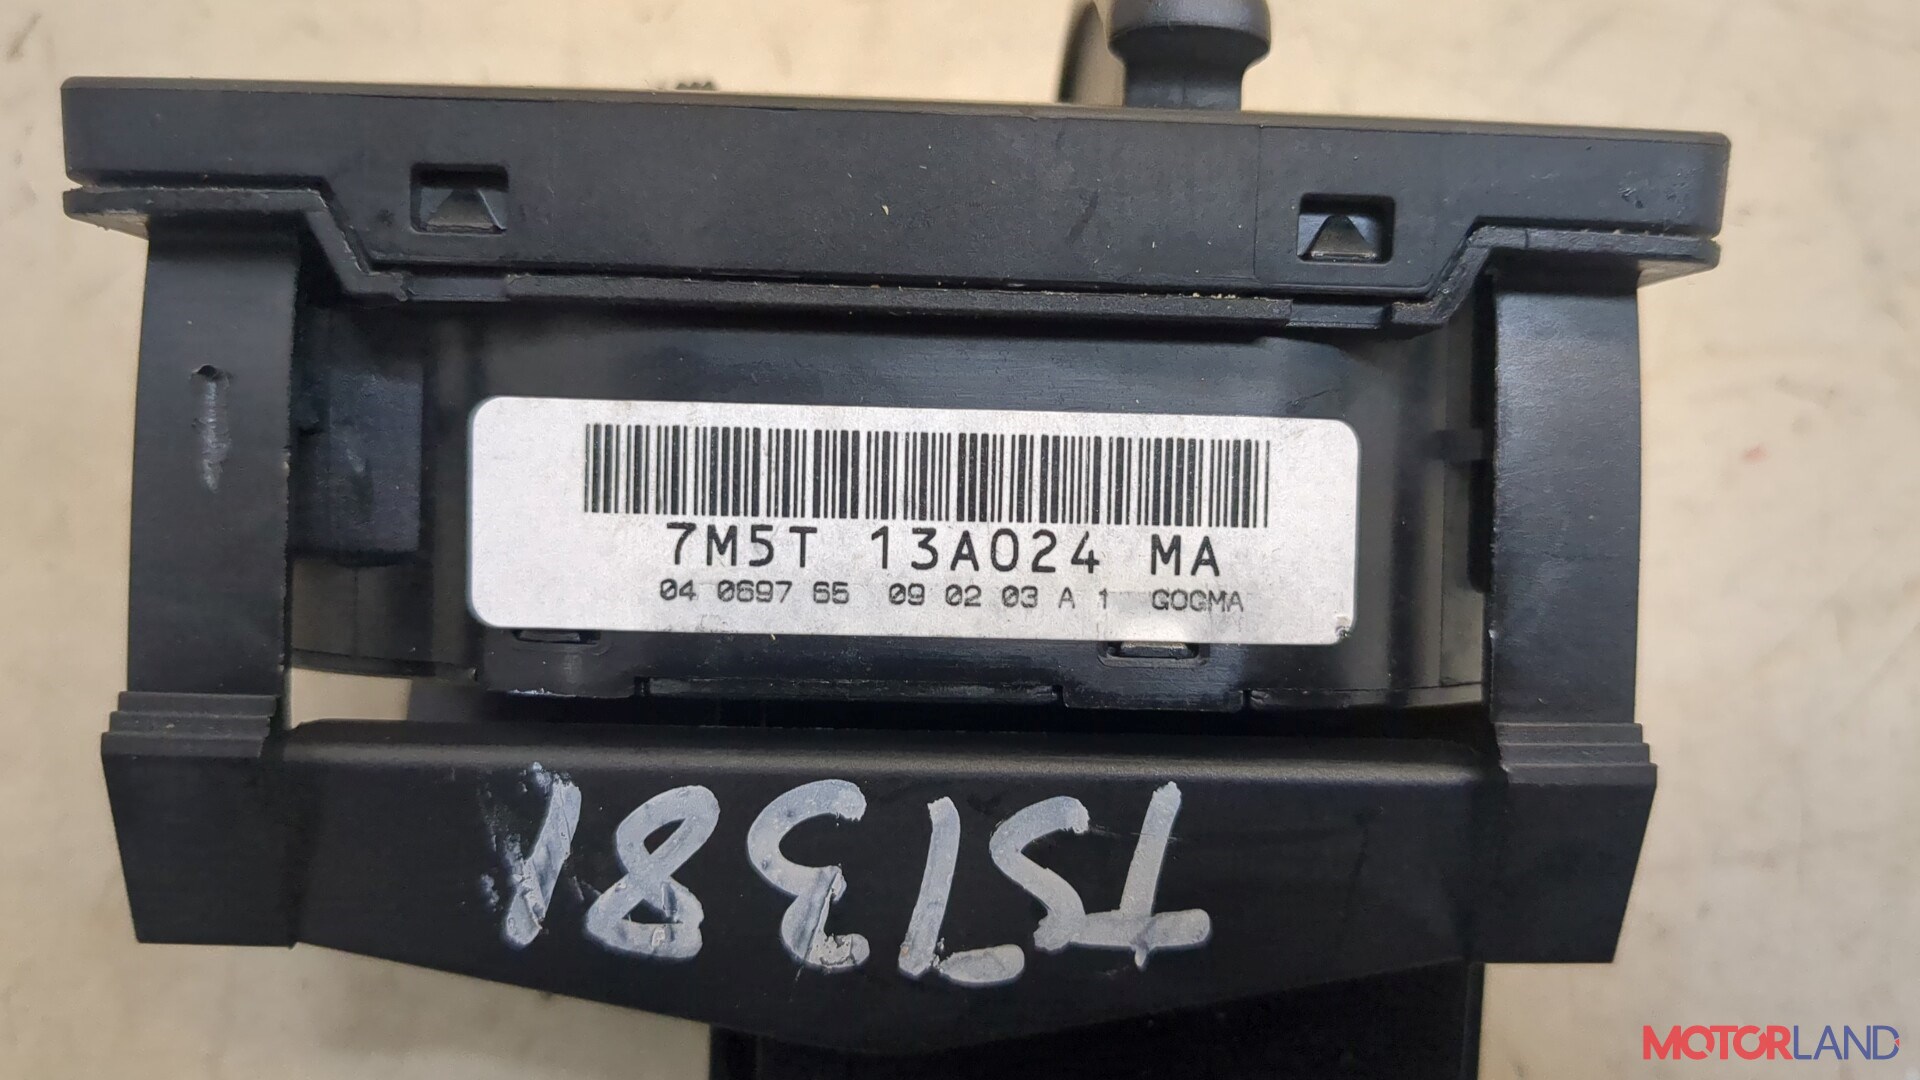 7M5T 13A024 MA
04 0697 65 09 02 03 A 1 GOGMA
TS1381
MOTORLAND